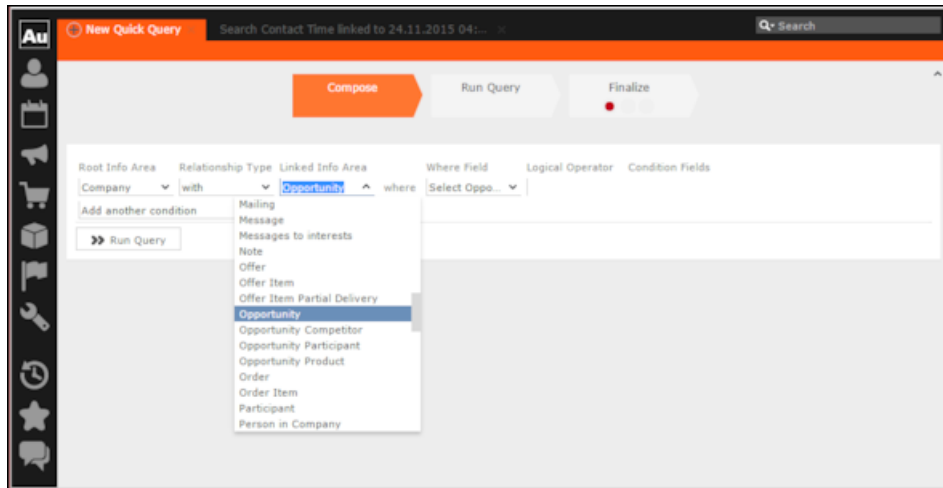 Au
New Quick Query
Search Contact Time linked to 24.11.2015 04:...
Search
Compose
Run Query
Finalize
Root Info Area Relationship Type Linked Info Area Where Field Logical Operator Condition Fields
Company with Opportunity where Select Oppo...
Add another condition
Run Query
Mailing
Message
Messages to interests
Note
Offer
Offer Item
Offer Item Partial Delivery
Opportunity
Opportunity Competitor
Opportunity Participant
Opportunity Product
Order
Order Item
Participant
Person in Company